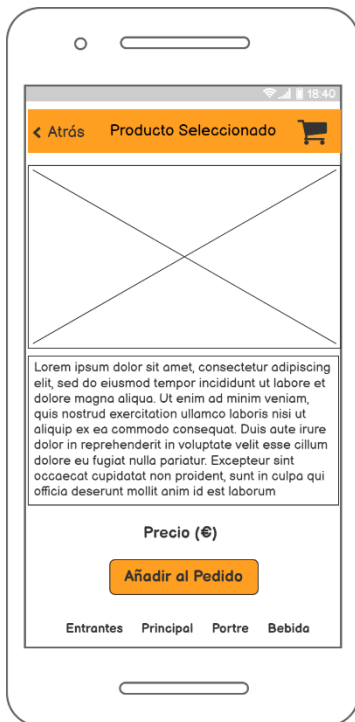 18:40
Atrás Producto Seleccionado
Lorem ipsum dolor sit amet, consectetur adipiscing
elit, sed do eiusmod tempor incididunt ut labore et
dolore magna aliqua. Ut enim ad minim veniam,
quis nostrud exercitation ullamco laboris nisi ut
aliquip ex ea commodo consequat. Duis aute irure
dolor in reprehenderit in voluptate velit esse cillum
dolore eu fugiat nulla pariatur. Excepteur sint
occaecat cupidatat non proident, sunt in culpa qui
officia deserunt mollit anim id est laborum
Precio (€)
Añadir al Pedido
Entrantes Principal Portre Bebida